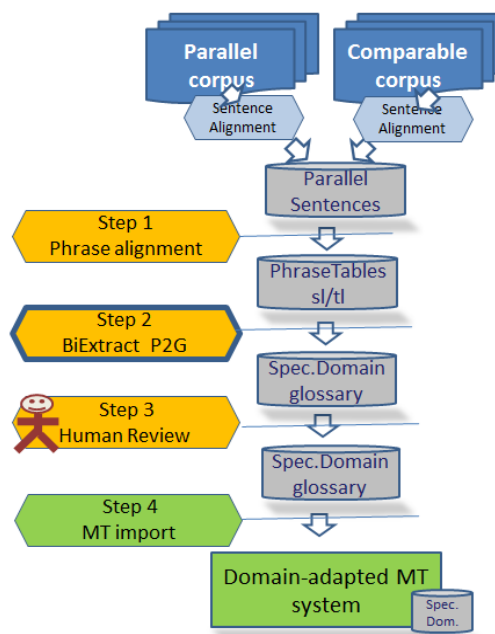 Parallel
corpus
Comparable
corpus
Sentence
Alignment
Sentence
Alignment
Parallel
Sentences
Step 1
Phrase alignment
PhraseTables
sl/tl
Step 2
BiExtract P2G
Spec.Domain
glossary
Step 3
Human Review
Spec.Domain
glossary
Step 4
MT import
Domain-adapted MT
system
Spec.
Dom.